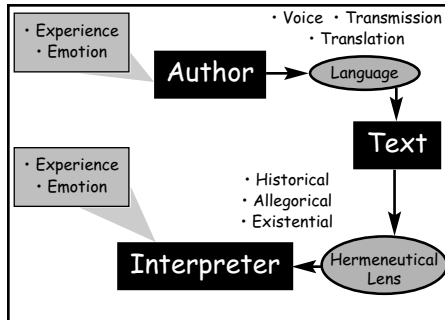 · Voice · Transmission
· Translation
· Experience
· Emotion
Author
Language
Text
· Experience
· Emotion
· Historical
· Allegorical
· Existential
Interpreter
Hermeneutical
Lens